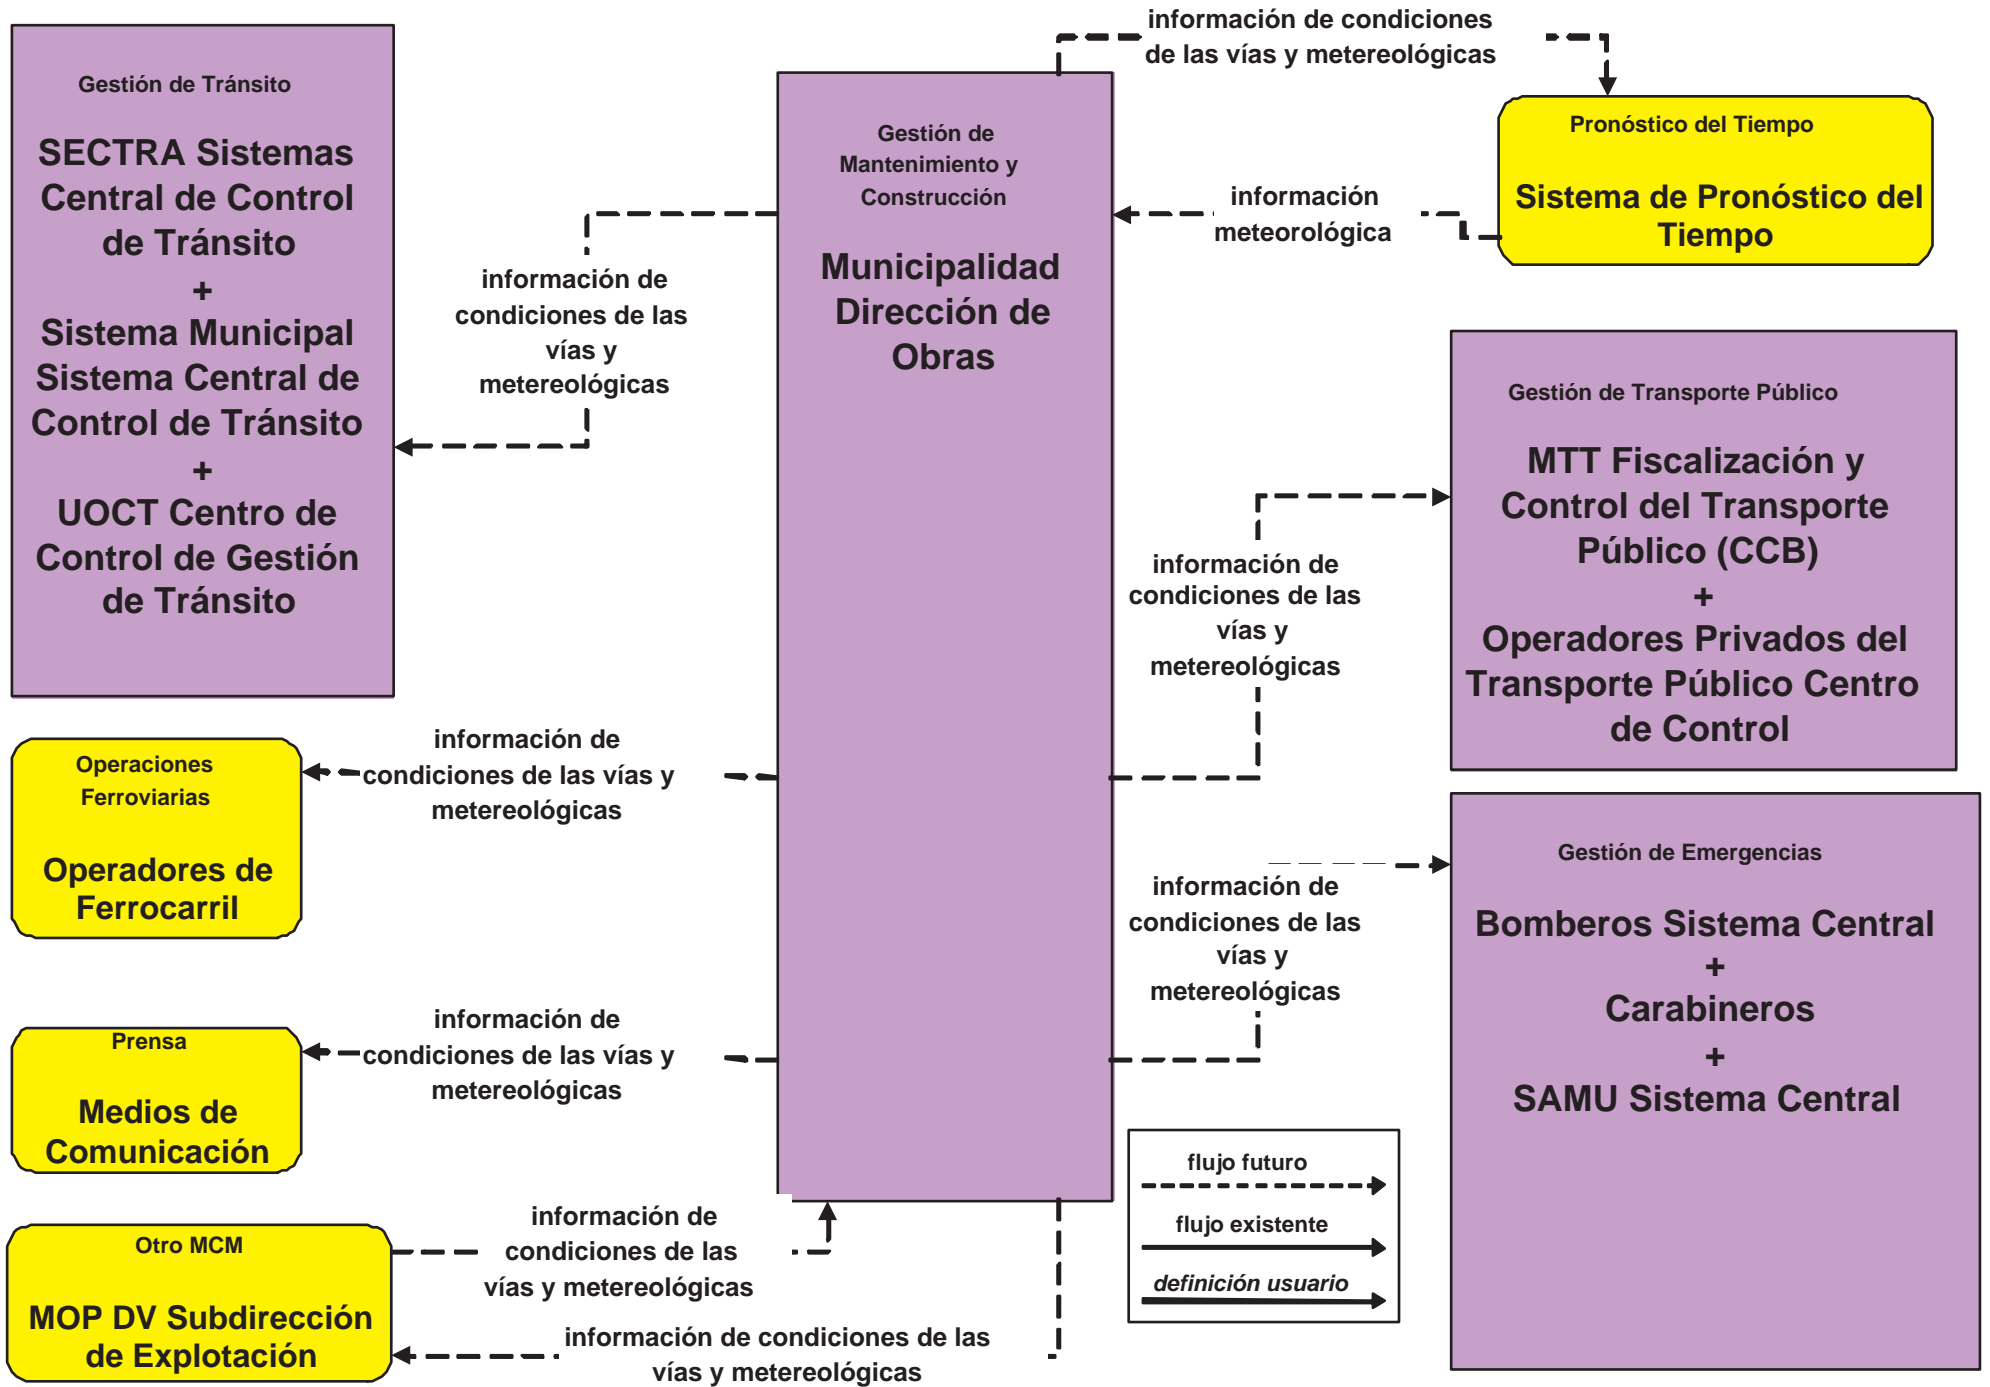 Gestión de Tránsito
SECTRA Sistemas
Central de Control
de Tránsito
+
Sistema Municipal
Sistema Central de
Control de Tránsito
+
UOCT Centro de
Control de Gestión
de Tránsito
información de
condiciones de las
vías y
metereológicas
Gestión de
Mantenimiento y
Construcción
Municipalidad
Dirección de
Obras
información de condiciones
de las vías y metereológicas
Pronóstico del Tiempo
Sistema de Pronóstico del
Tiempo
información
meteorológica
Gestión de Transporte Público
MTT Fiscalización y
Control del Transporte
Público (CCB)
+
Operadores Privados del
Transporte Público Centro
de Control
información de
condiciones de las
vías y
metereológicas
Operaciones
Ferroviarias
Operadores de
Ferrocarril
información de
condiciones de las vías y
metereológicas
Gestión de Emergencias
Bomberos Sistema Central
+
Carabineros
+
SAMU Sistema Central
información de
condiciones de las
vías y
metereológicas
Prensa
Medios de
Comunicación
información de
condiciones de las vías y
metereológicas
Otro MCM
MOP DV Subdirección
de Explotación
información de
condiciones de las
vías y metereológicas
información de condiciones de las
vías y metereológicas
flujo futuro
flujo existente
definición usuario